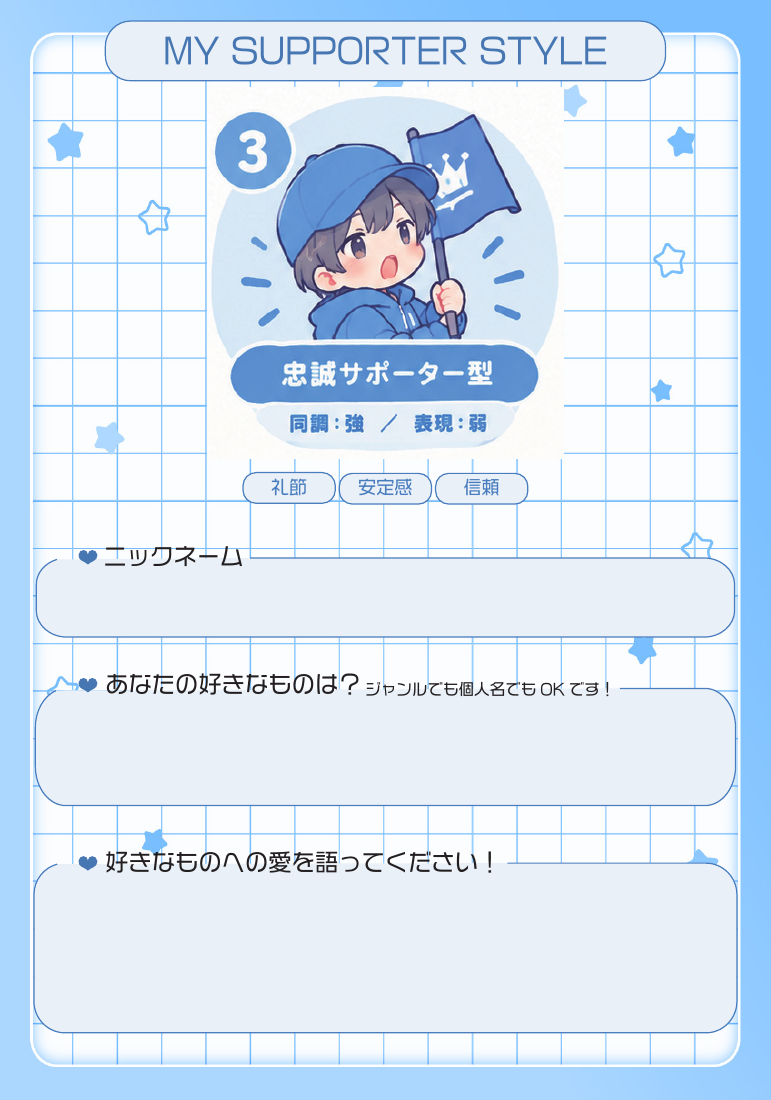 MY SUPPORTER STYLE
3
忠誠サポーター型
同調：強 ／ 表現：弱
礼節 安定感 信頼
ニックネーム
あなたの好きなものは？ ジャンルでも個人名でも OK です！
好きなものへの愛を語ってください！